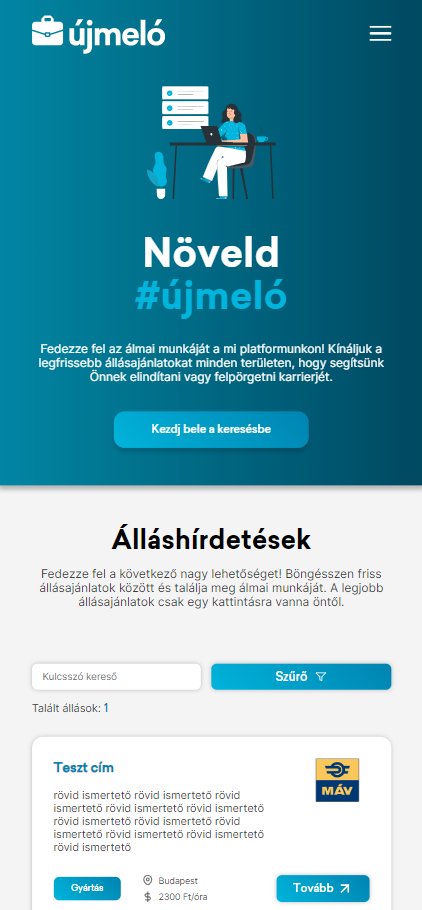 újmeló
Növeld
#újmeló
Fedezze fel az álmai munkáját a mi platformunkon! Kínáljuk a
legfrissebb állásajánlatokat minden területen, hogy segítsünk
Önnek elindítani vagy felpörgetni karrierjét.
Kezdj bele a keresésbe
Álláshírdetések
Fedezze fel a következő nagy lehetőséget! Böngésszen friss
állásajánlatok között és találja meg álmai munkáját. A legjobb
állásajánlatok csak egy kattintásra vanna öntől.
Kulcsszó kereső
Szűrő
Talált állások: 1
Teszt cím
MÁV
rövid ismertető rövid ismertető rövid
ismertető rövid ismertető rövid ismertető
rövid ismertető rövid ismertető rövid
ismertető rövid ismertető rövid ismertető
rövid ismertető
Gyártás
Budapest
2300 Ft/óra
Tovább